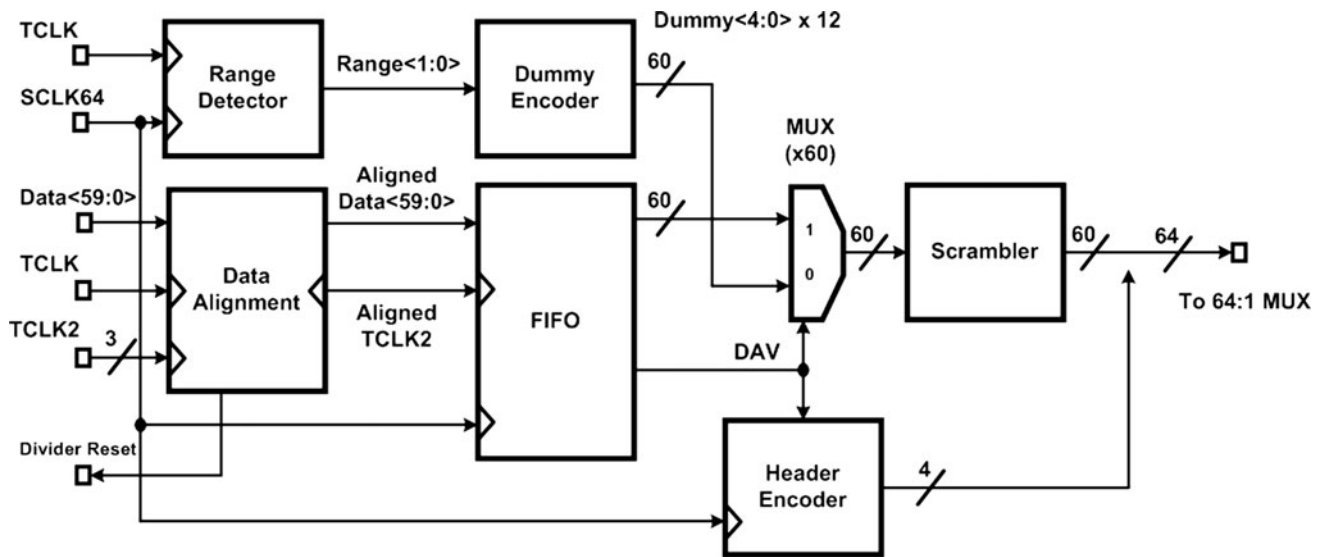 TCLK
SCLK64
Range
Detector
Range<1:0>
Dummy
Encoder
60
Dummy<4:0> x 12
MUX
(x60)
Data<59:0>
TCLK
TCLK2
3
Data
Alignment
Aligned
Data<59:0>
Aligned
TCLK2
FIFO
60
1
0
60
Scrambler
60
64
To 64:1 MUX
DAV
Divider Reset
Header
Encoder
4